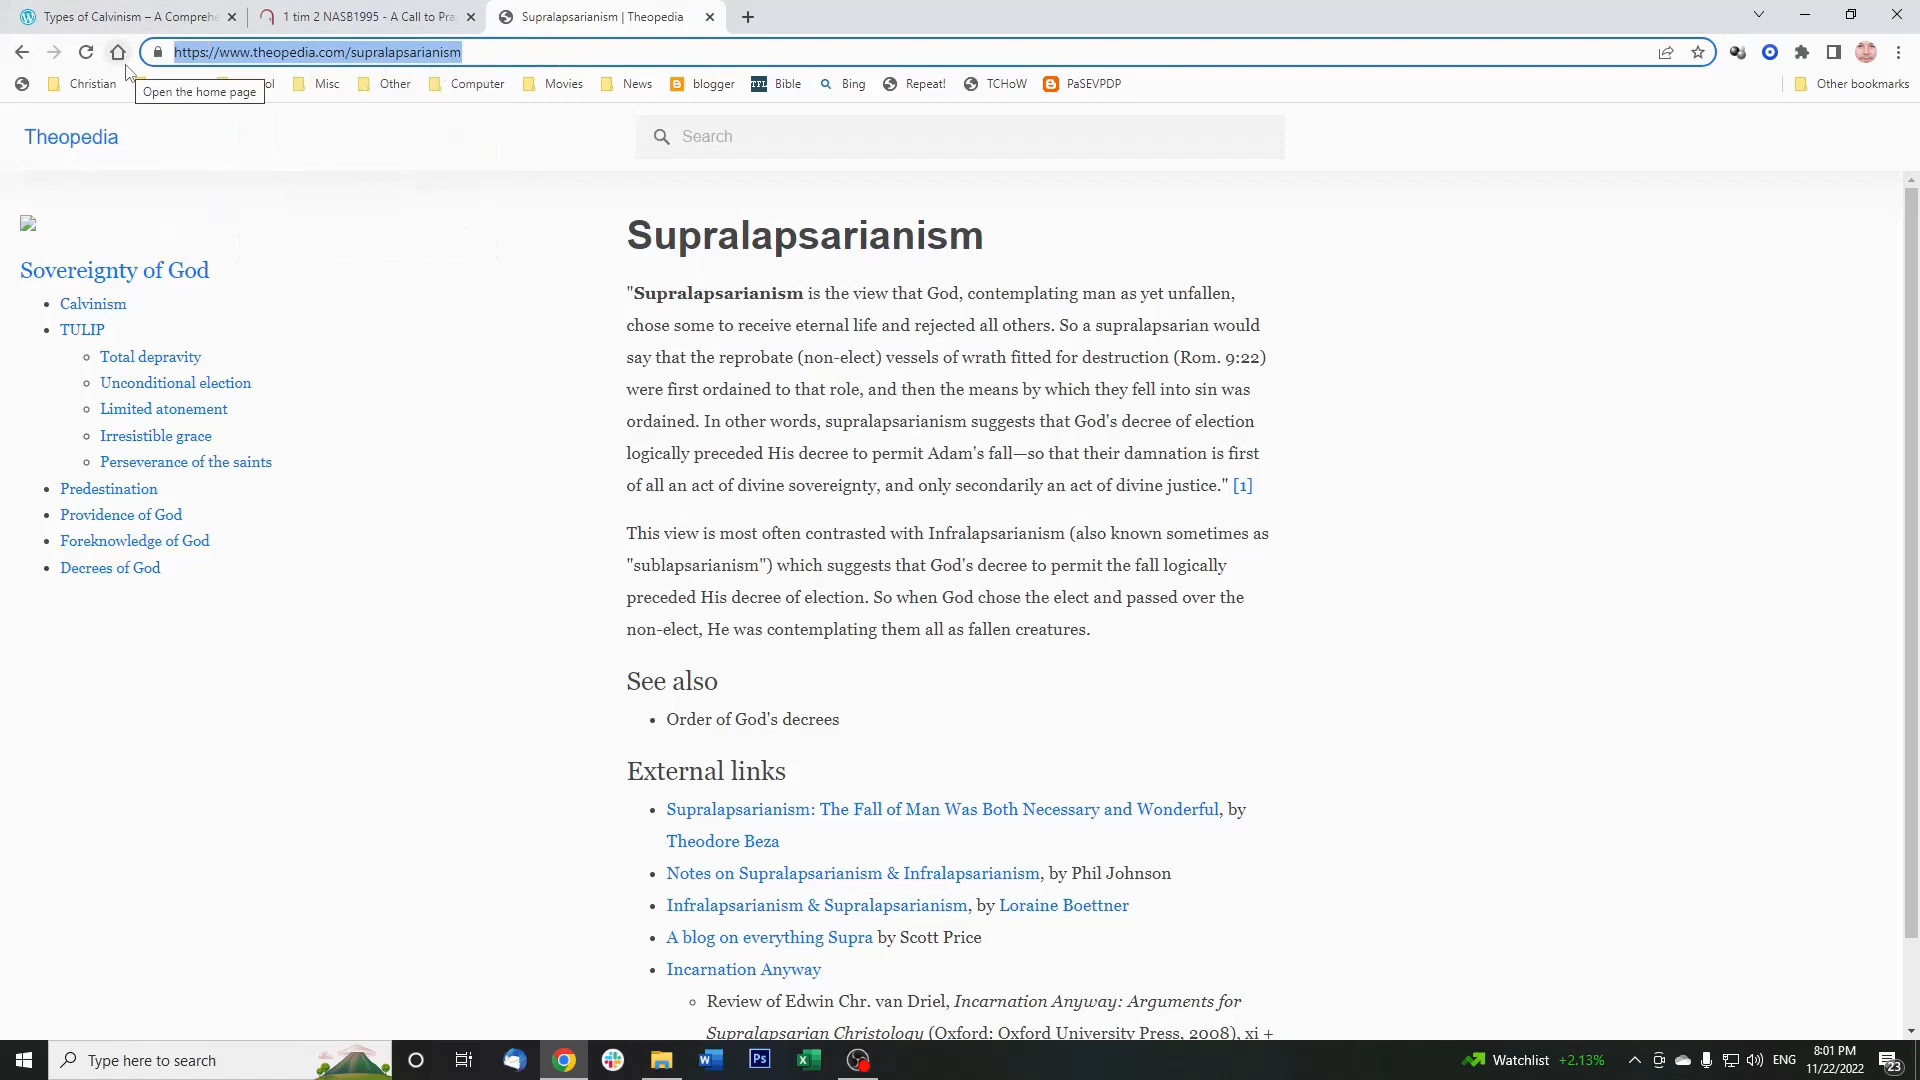 Types of Calvinism – A Comprehe
1 tim 2 NASB1995 - A Call to Pra
Supralapsarianism | Theopedia
https://www.theopedia.com/supralapsarianism
Christian
ol
Misc
Other
Computer
Movies
News
blogger
TFL
Bible
Bing
Repeat!
TCHoW
PaSEVPDP
Other bookmarks
Open the home page
Theopedia
Search
Sovereignty of God
Calvinism
TULIP
Total depravity
Unconditional election
Limited atonement
Irresistible grace
Perseverance of the saints
Predestination
Providence of God
Foreknowledge of God
Decrees of God
Supralapsarianism
"Supralapsarianism is the view that God, contemplating man as yet unfallen,
chose some to receive eternal life and rejected all others. So a supralapsarian would
say that the reprobate (non-elect) vessels of wrath fitted for destruction (Rom. 9:22)
were first ordained to that role, and then the means by which they fell into sin was
ordained. In other words, supralapsarianism suggests that God's decree of election
logically preceded His decree to permit Adam's fall—so that their damnation is first
of all an act of divine sovereignty, and only secondarily an act of divine justice." [1]
This view is most often contrasted with Infralapsarianism (also known sometimes as
"sublapsarianism") which suggests that God's decree to permit the fall logically
preceded His decree of election. So when God chose the elect and passed over the
non-elect, He was contemplating them all as fallen creatures.
See also
Order of God's decrees
External links
Supralapsarianism: The Fall of Man Was Both Necessary and Wonderful, by
Theodore Beza
Notes on Supralapsarianism & Infralapsarianism, by Phil Johnson
Infralapsarianism & Supralapsarianism, by Loraine Boettner
A blog on everything Supra by Scott Price
Incarnation Anyway
Review of Edwin Chr. van Driel, Incarnation Anyway: Arguments for
Supralapsarian Christology (Oxford: Oxford University Press, 2008), xi +
Type here to search
Ps
Watchlist +2.13%
ENG
8:01 PM
11/22/2022
23